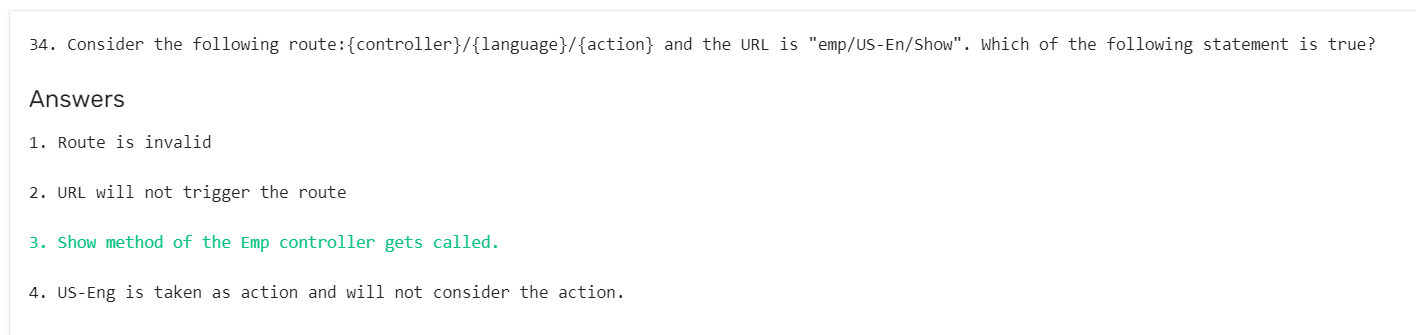 34. Consider the following route:{controller}/{language}/{action} and the URL is "emp/US-En/Show". Which of the following statement is true?
Answers
1. Route is invalid
2. URL will not trigger the route
3. Show method of the Emp controller gets called.
4. US-Eng is taken as action and will not consider the action.